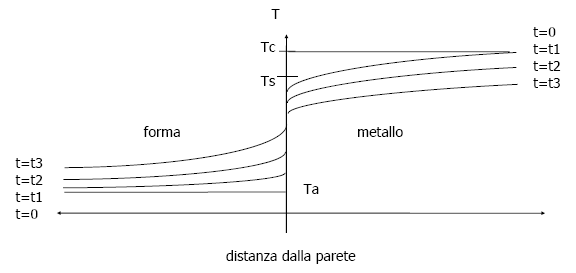 T
t=0
Tc
t=t1
t=t2
Ts
t=t3
forma
metallo
t=t3
t=t2
Ta
t=t1
t=0
distanza dalla parete